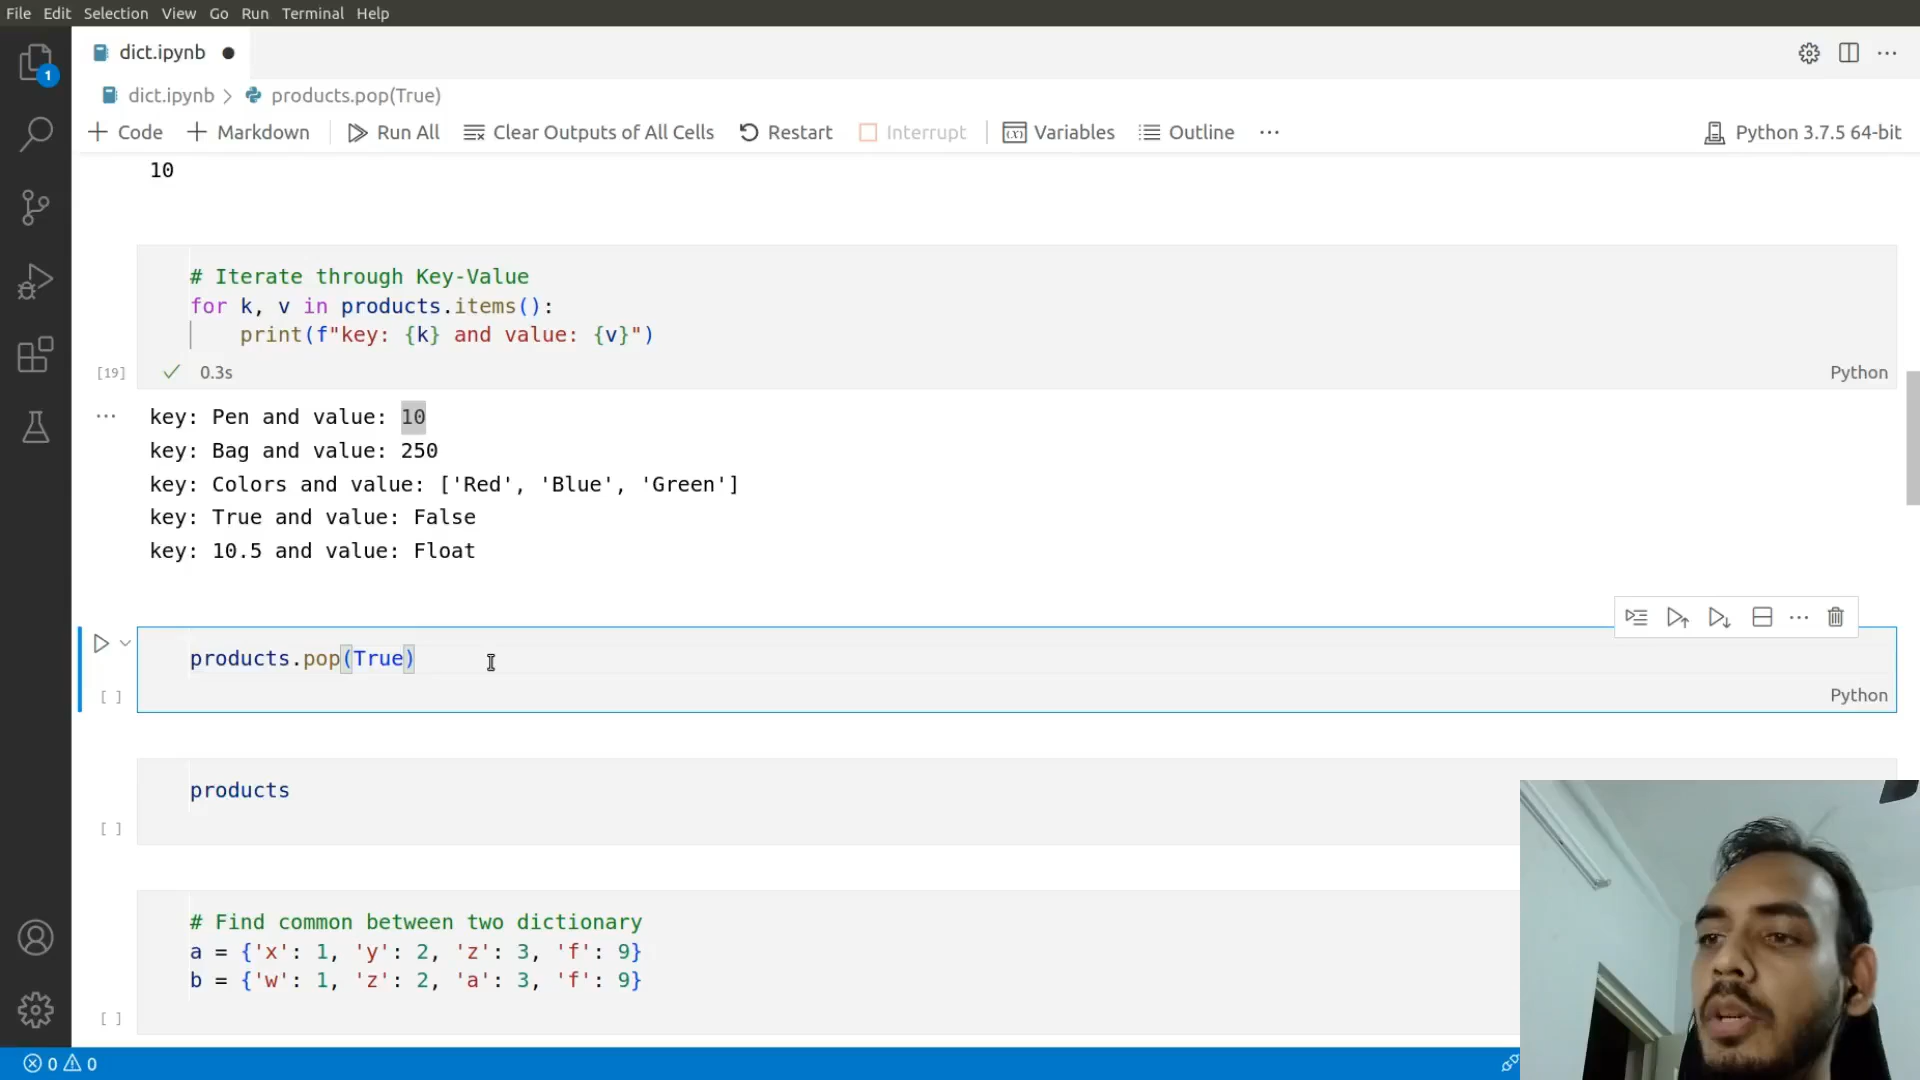 File Edit Selection View Go Run Terminal Help
dict.ipynb
1
dict.ipynb > products.pop(True)
+ Code + Markdown Run All Clear Outputs of All Cells Restart Interrupt Variables Outline ... Python 3.7.5 64-bit
10
# Iterate through Key-Value
for k, v in products.items():
    print(f"key: {k} and value: {v}")
[19] 0.3s Python
key: Pen and value: 10
key: Bag and value: 250
key: Colors and value: ['Red', 'Blue', 'Green']
key: True and value: False
key: 10.5 and value: Float
products.pop(True)
[ ] Python
products
[ ]
# Find common between two dictionary
a = {'x': 1, 'y': 2, 'z': 3, 'f': 9}
b = {'w': 1, 'z': 2, 'a': 3, 'f': 9}
[ ]
0 0